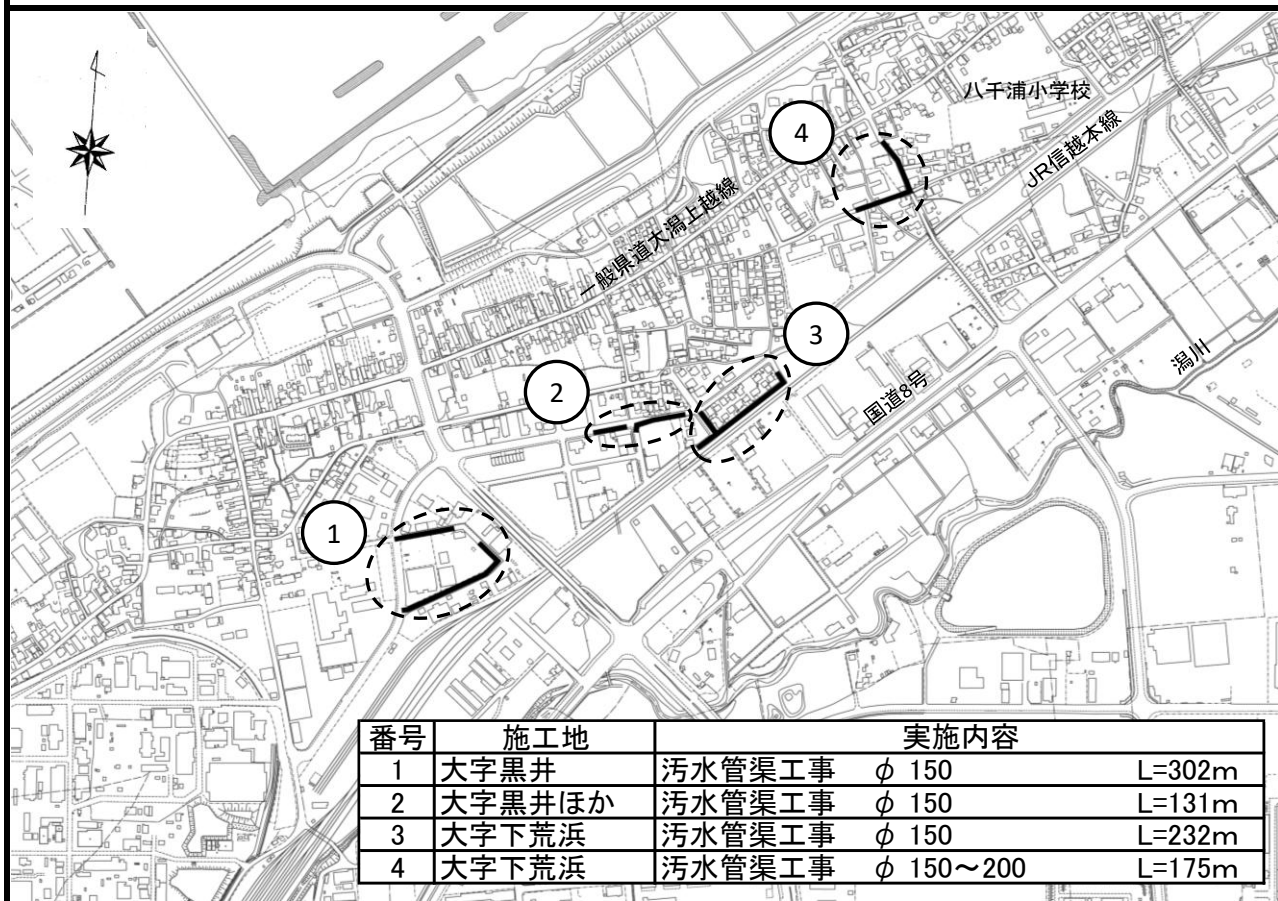 八千浦小学校
4
JR信越本線
一般県道大潟上越線
3
潟川
国道8号
2
1
番号 施工地 実施内容
1 大字黒井 汚水管渠工事 φ 150 L=302m
2 大字黒井ほか 汚水管渠工事 φ 150 L=131m
3 大字下荒浜 汚水管渠工事 φ 150 L=232m
4 大字下荒浜 汚水管渠工事 φ 150～200 L=175m